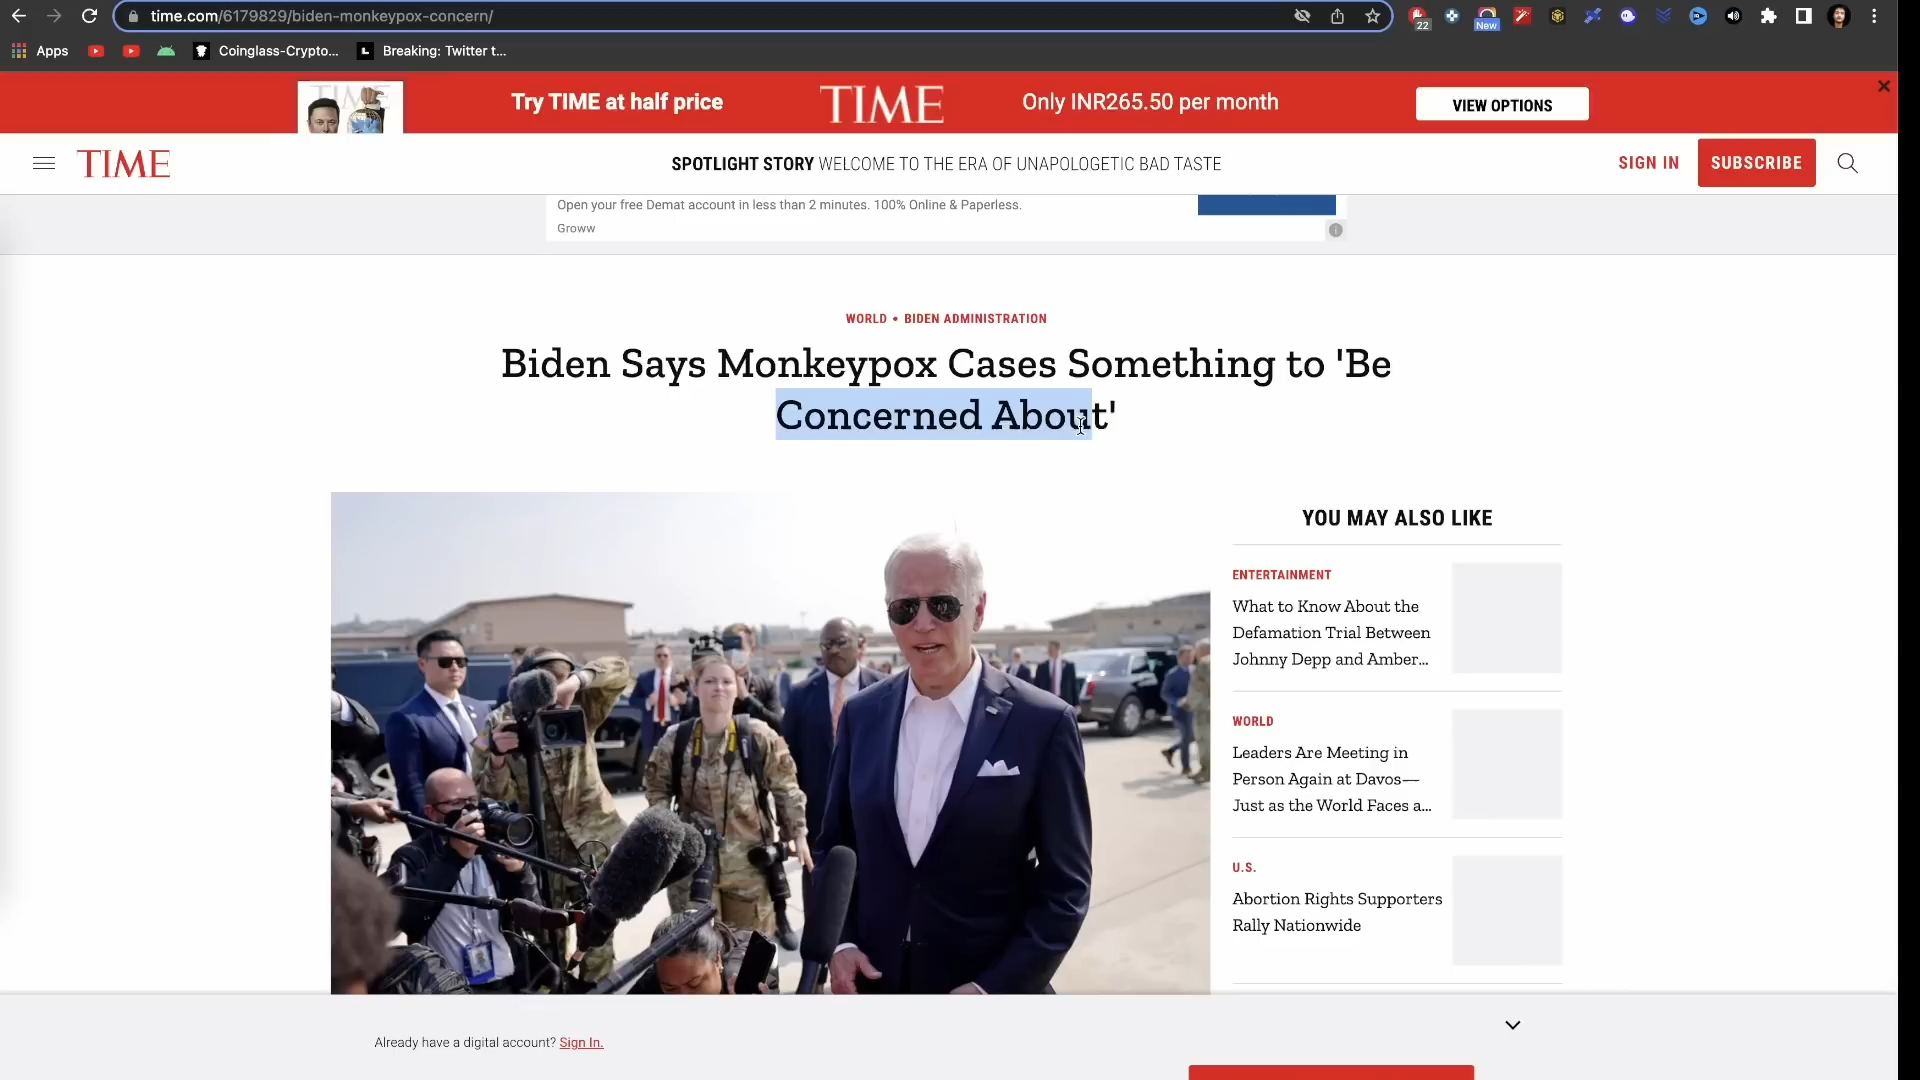 time.com/6179829/biden-monkeypox-concern/
22
New
Apps
Coinglass-Crypto...
L
Breaking: Twitter t...
TIME
Try TIME at half price
TIME
Only INR265.50 per month
VIEW OPTIONS
TIME
SPOTLIGHT STORY WELCOME TO THE ERA OF UNAPOLOGETIC BAD TASTE
SIGN IN
SUBSCRIBE
Open your free Demat account in less than 2 minutes. 100% Online & Paperless.
Groww
WORLD • BIDEN ADMINISTRATION
Biden Says Monkeypox Cases Something to 'Be
Concerned About'
YOU MAY ALSO LIKE
ENTERTAINMENT
What to Know About the
Defamation Trial Between
Johnny Depp and Amber...
WORLD
Leaders Are Meeting in
Person Again at Davos—
Just as the World Faces a...
U.S.
Abortion Rights Supporters
Rally Nationwide
Already have a digital account? Sign In.